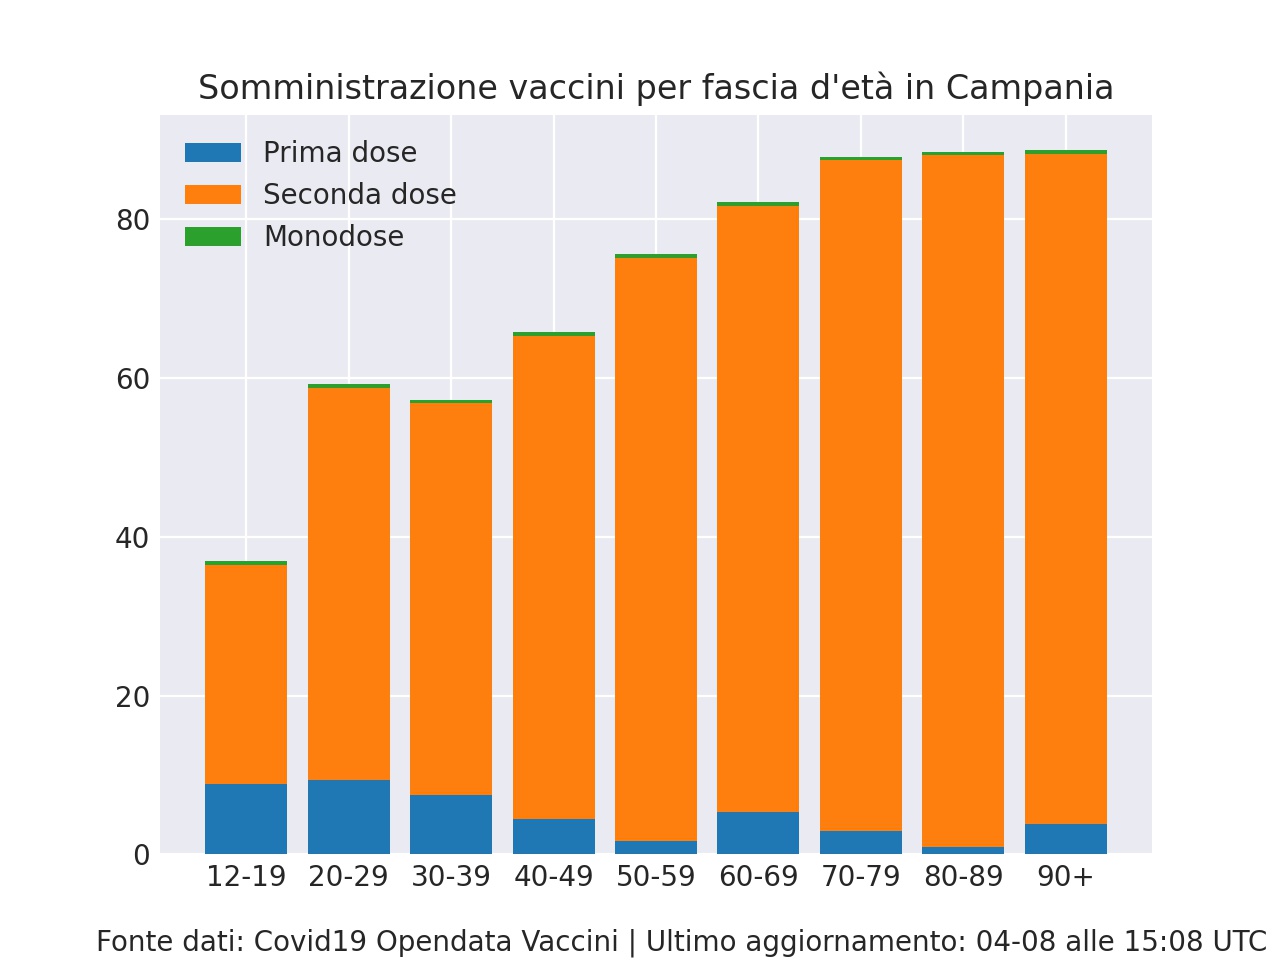 Somministrazione vaccini per fascia d'età in Campania
Prima dose
Seconda dose
Monodose
80
60
40
20
0
12-19 20-29 30-39 40-49 50-59 60-69 70-79 80-89 90+
Fonte dati: Covid19 Opendata Vaccini | Ultimo aggiornamento: 04-08 alle 15:08 UTC